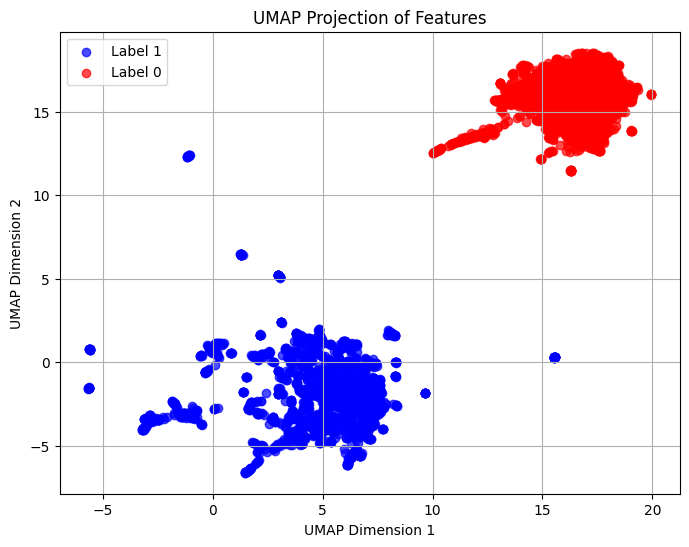 UMAP Projection of Features
Label 1
Label 0
15
10
5
0
−5
UMAP Dimension 2
−5
0
5
10
15
20
UMAP Dimension 1